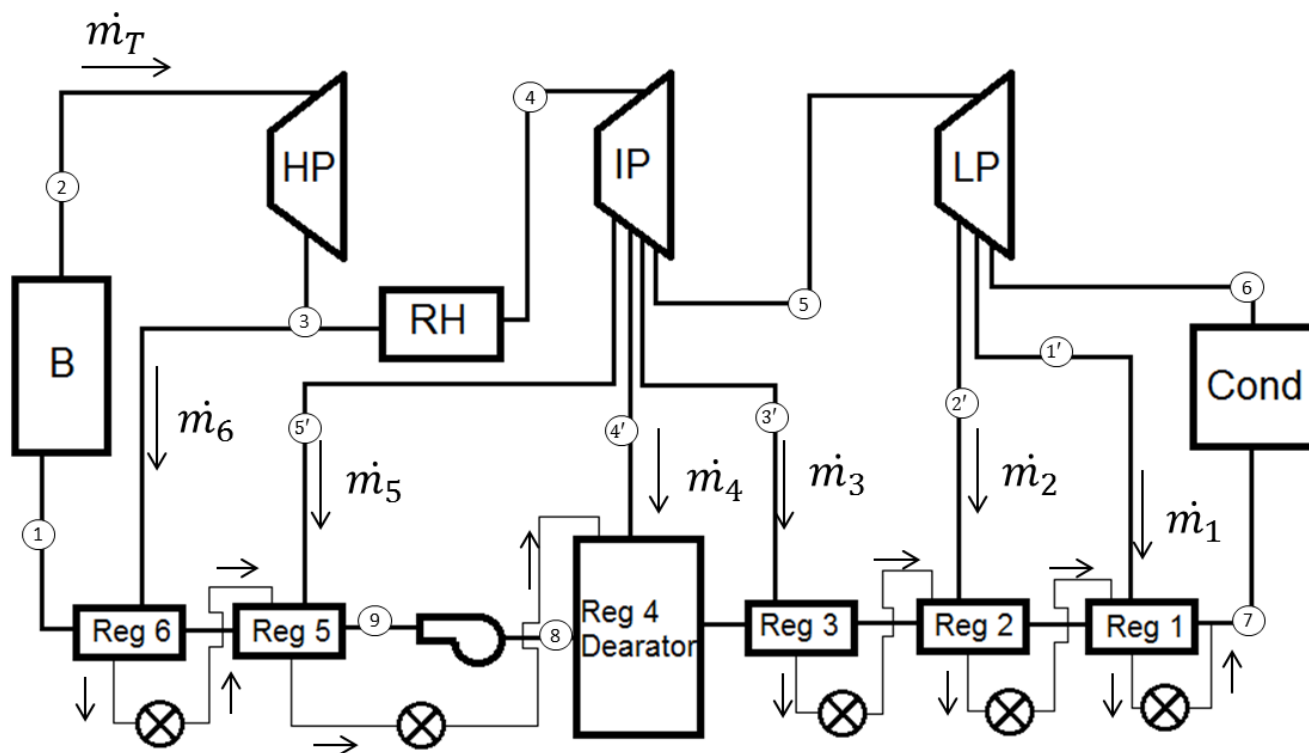 ṁ_T
2
HP
4
IP
LP
B
3
RH
5
6
Cond
ṁ_6
5′
ṁ_5
4′
ṁ_4
3′
ṁ_3
2′
ṁ_2
1′
ṁ_1
1
Reg 6
Reg 5
9
8
Reg 4
Dearator
Reg 3
Reg 2
Reg 1
7